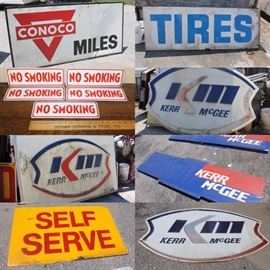 CONOCO
MILES
TIRES
NO SMOKING
NO SMOKING
NO SMOKING
NO SMOKING
NO SMOKING
KM
KERR McGEE
KM
KERR McGEE
KERR
McGEE
KERR
McGEE
SELF
SERVE
KM
KERR McGEE